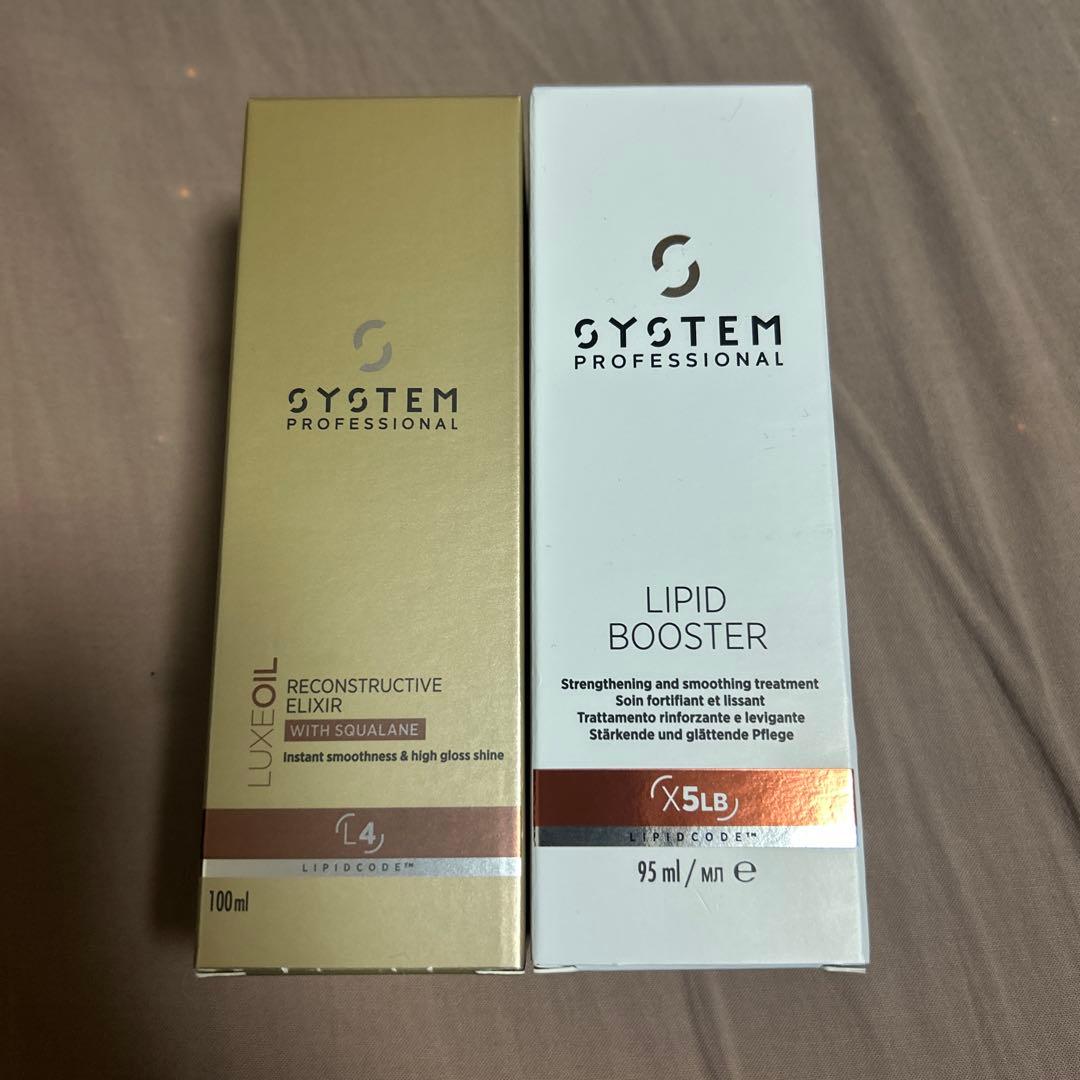 SYSTEM
PROFESSIONAL
LUXEOIL
RECONSTRUCTIVE
ELIXIR
WITH SQUALANE
Instant smoothness & high gloss shine
L4
LIPIDCODE™
100ml
SYSTEM
PROFESSIONAL
LIPID
BOOSTER
Strengthening and smoothing treatment
Soin fortifiant et lissant
Trattamento rinforzante e levigante
Stärkende und glättende Pflege
X5LB
LIPIDCODE™
95 ml / мл ℮